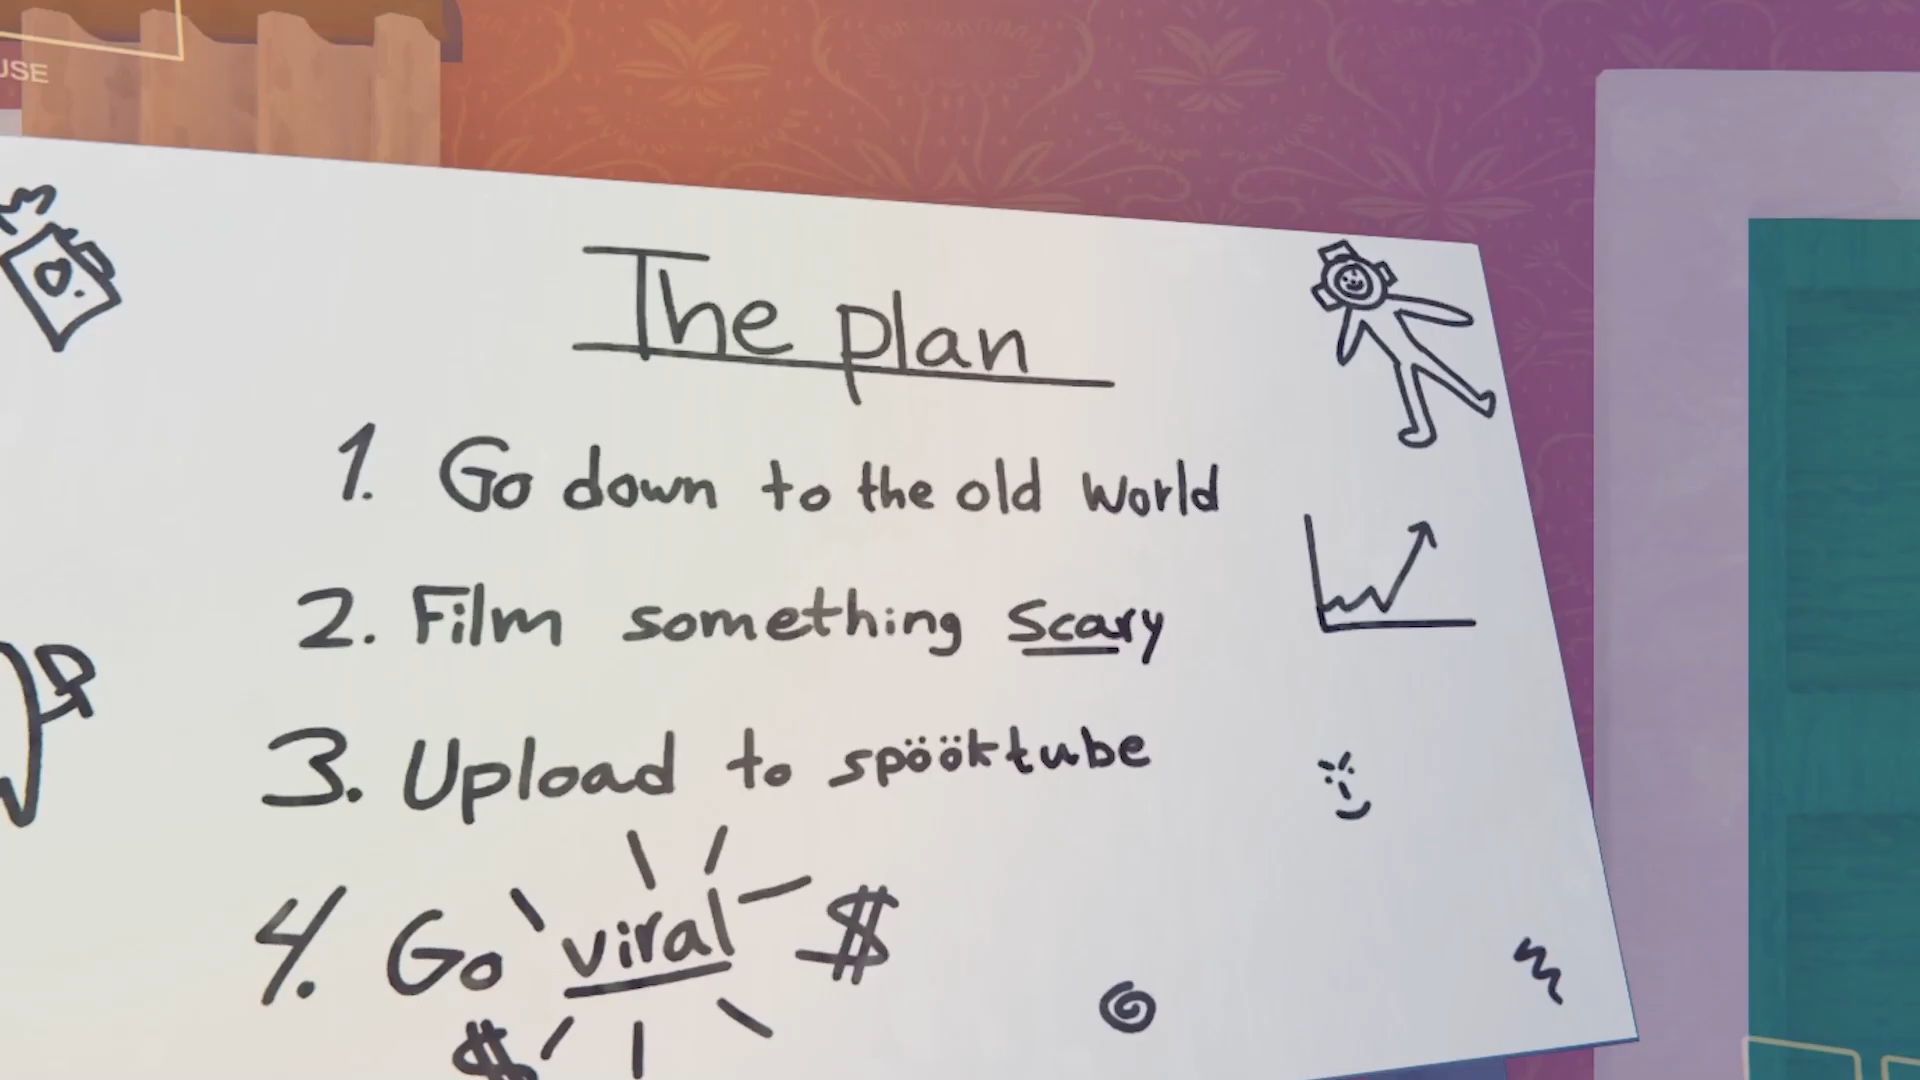 USE
The plan
1. Go down to the old world
2. Film something scary
3. Upload to spööktube
4. Go viral $
$